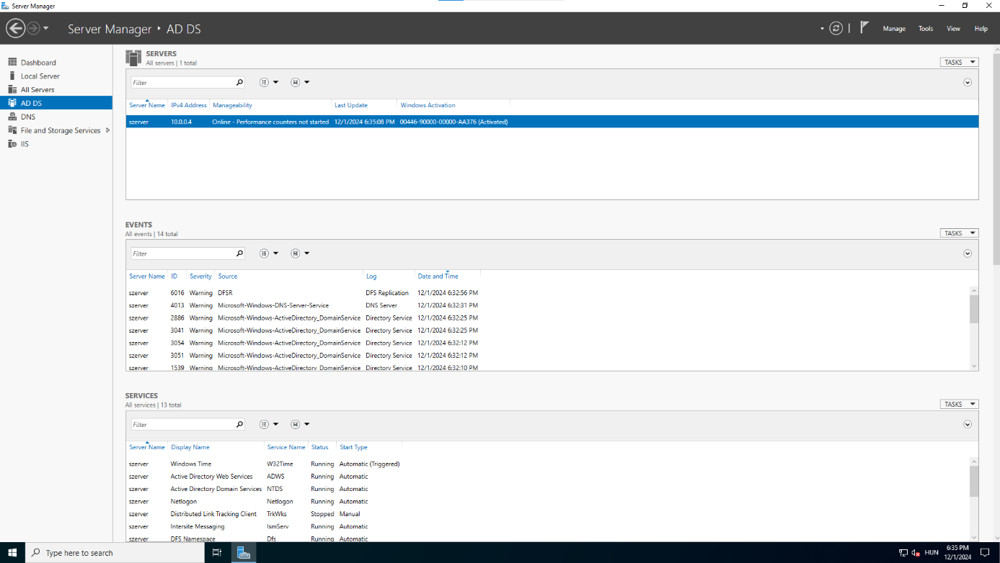 Server Manager
Server Manager ‣ AD DS
Manage Tools View Help
Dashboard
Local Server
All Servers
AD DS
DNS
File and Storage Services
IIS
SERVERS
All servers | 1 total
TASKS
Filter
Server Name IPv4 Address Manageability Last Update Windows Activation
szerver 10.0.0.4 Online - Performance counters not started 12/1/2024 6:35:08 PM 00446-90000-00000-AA376 (Activated)
EVENTS
All events | 14 total
TASKS
Filter
Server Name ID Severity Source Log Date and Time
szerver 6016 Warning DFSR DFS Replication 12/1/2024 6:32:56 PM
szerver 4013 Warning Microsoft-Windows-DNS-Server-Service DNS Server 12/1/2024 6:32:31 PM
szerver 2886 Warning Microsoft-Windows-ActiveDirectory_DomainService Directory Service 12/1/2024 6:32:25 PM
szerver 3041 Warning Microsoft-Windows-ActiveDirectory_DomainService Directory Service 12/1/2024 6:32:25 PM
szerver 3054 Warning Microsoft-Windows-ActiveDirectory_DomainService Directory Service 12/1/2024 6:32:12 PM
szerver 3051 Warning Microsoft-Windows-ActiveDirectory_DomainService Directory Service 12/1/2024 6:32:12 PM
szerver 1539 Warning Microsoft-Windows-ActiveDirectory_DomainService Directory Service 12/1/2024 6:32:10 PM
SERVICES
All services | 13 total
TASKS
Filter
Server Name Display Name Service Name Status Start Type
szerver Windows Time W32Time Running Automatic (Triggered)
szerver Active Directory Web Services ADWS Running Automatic
szerver Active Directory Domain Services NTDS Running Automatic
szerver Netlogon Netlogon Running Automatic
szerver Distributed Link Tracking Client TrkWks Stopped Manual
szerver Intersite Messaging IsmServ Running Automatic
szerver DFS Namespace Dfs Running Automatic
Type here to search
HUN
6:35 PM
12/1/2024